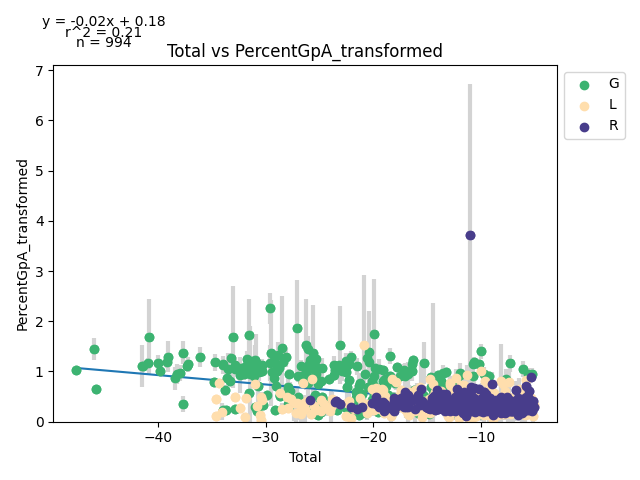 y = -0.02x + 0.18
r^2 = 0.21
n = 994
Total vs PercentGpA_transformed
7
6
5
4
3
2
1
0
PercentGpA_transformed
−40
−30
−20
−10
Total
G
L
R